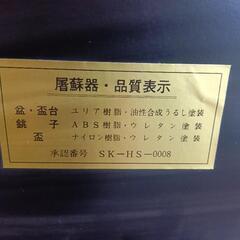 屠蘇器・品質表示
盆・盃台 ユリア樹脂・油性合成うるし塗装
銚子 ABS樹脂・ウレタン塗装
盃 ナイロン樹脂・ウレタン塗装
承認番号 SK-HS-0008